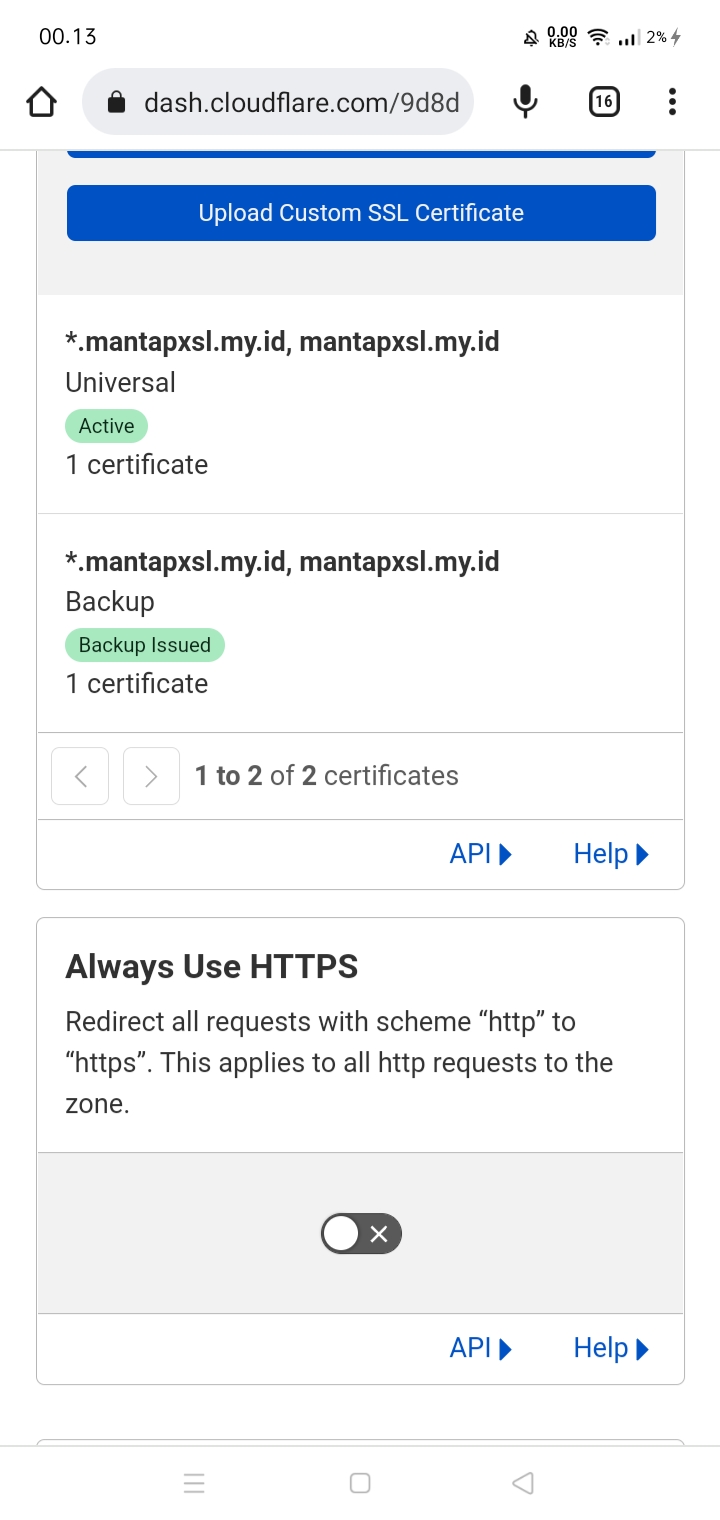 00.13
0.00
KB/S
2%
dash.cloudflare.com/9d8d
16
Upload Custom SSL Certificate
*.mantapxsl.my.id, mantapxsl.my.id
Universal
Active
1 certificate
*.mantapxsl.my.id, mantapxsl.my.id
Backup
Backup Issued
1 certificate
1 to 2 of 2 certificates
API Help
Always Use HTTPS
Redirect all requests with scheme “http” to
“https”. This applies to all http requests to the
zone.
API Help